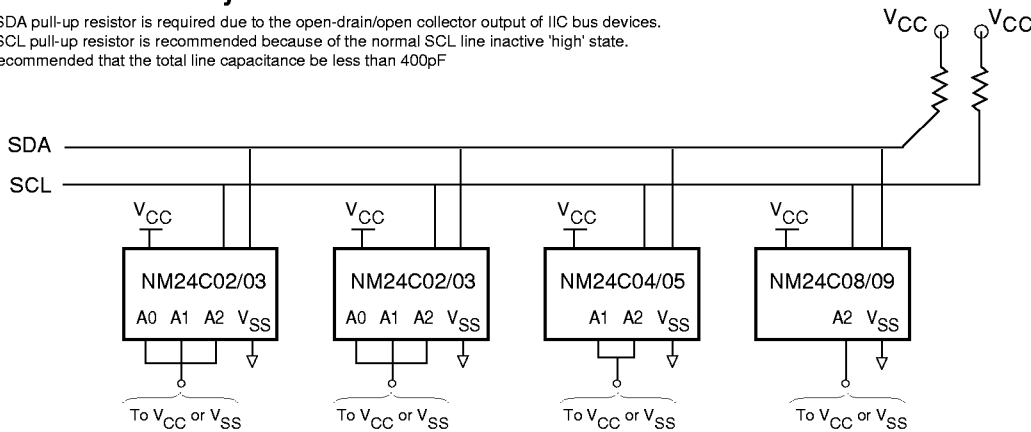 SDA pull-up resistor is required due to the open-drain/open collector output of IIC bus devices.
SCL pull-up resistor is recommended because of the normal SCL line inactive 'high' state.
ecommended that the total line capacitance be less than 400pF
VCC VCC
SDA
SCL
VCC VCC VCC VCC
NM24C02/03 NM24C02/03 NM24C04/05 NM24C08/09
A0 A1 A2 VSS A0 A1 A2 VSS A1 A2 VSS A2 VSS
To VCC or VSS To VCC or VSS To VCC or VSS To VCC or VSS